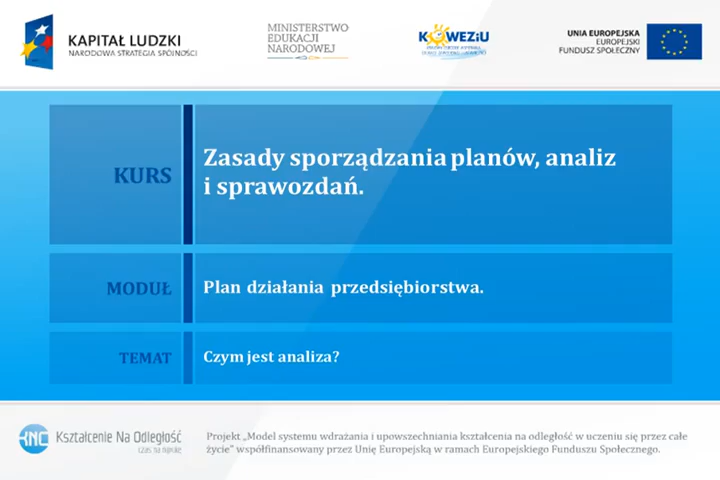 KAPITAŁ LUDZKI
NARODOWA STRATEGIA SPÓJNOŚCI
MINISTERSTWO
EDUKACJI
NARODOWEJ
KOWEZiU
UNIA EUROPEJSKA
EUROPEJSKI
FUNDUSZ SPOŁECZNY
KURS
Zasady sporządzania planów, analiz
i sprawozdań.
MODUŁ
Plan działania przedsiębiorstwa.
TEMAT
Czym jest analiza?
KNO
Kształcenie Na Odległość
czas na naukę
Projekt „Model systemu wdrażania i upowszechniania kształcenia na odległość w uczeniu się przez całe
życie” współfinansowany przez Unię Europejską w ramach Europejskiego Funduszu Społecznego.